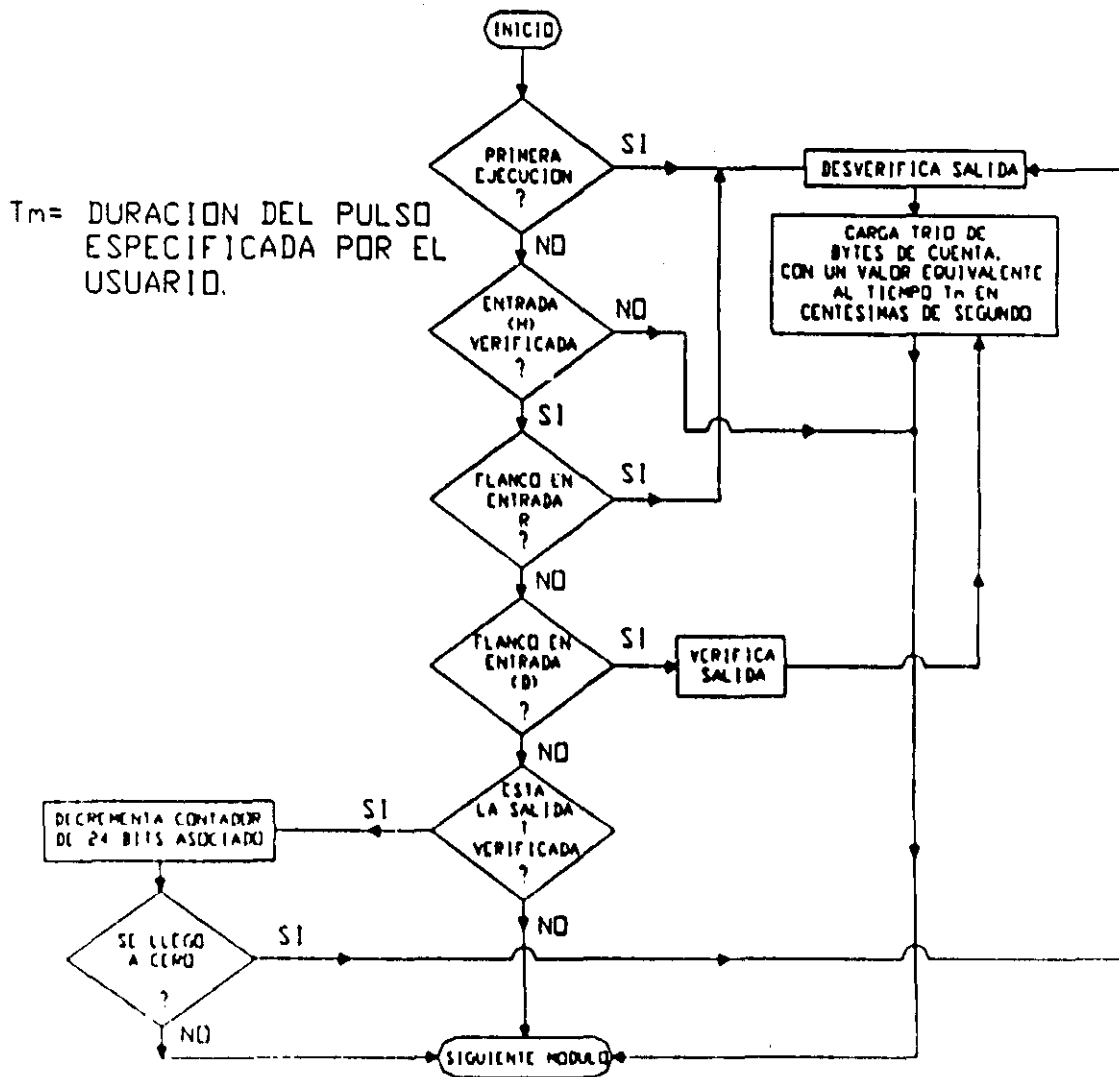 INICIO
PRIMERA
EJECUCION
?
SI
DESVERIFICA SALIDA
Tm= DURACION DEL PULSO
ESPECIFICADA POR EL
USUARIO.
NO
CARGA TRIO DE
BYTES DE CUENTA,
CON UN VALOR EQUIVALENTE
AL TIEMPO Tm EN
CENTESIMAS DE SEGUNDO
ENTRADA
(H)
VERIFICADA
?
NO
SI
FLANCO EN
ENTRADA
R
?
SI
NO
FLANCO EN
ENTRADA
(D)
?
SI
VERIFICA
SALIDA
NO
ESTA
LA SALIDA
T
VERIFICADA
?
SI
DECREMENTA CONTADOR
DE 24 BITS ASOCIADO
NO
SE LLEGO
A CERO
?
SI
NO
SIGUIENTE MODULO